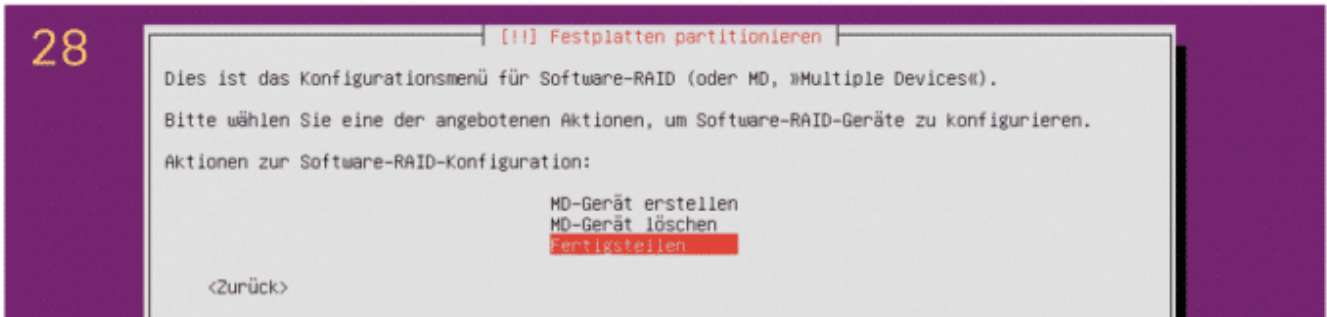 28
[!!] Festplatten partitionieren
Dies ist das Konfigurationsmenü für Software-RAID (oder MD, »Multiple Devices«).
Bitte wählen Sie eine der angebotenen Aktionen, um Software-RAID-Geräte zu konfigurieren.
Aktionen zur Software-RAID-Konfiguration:
MD-Gerät erstellen
MD-Gerät löschen
Fertigstellen
<Zurück>